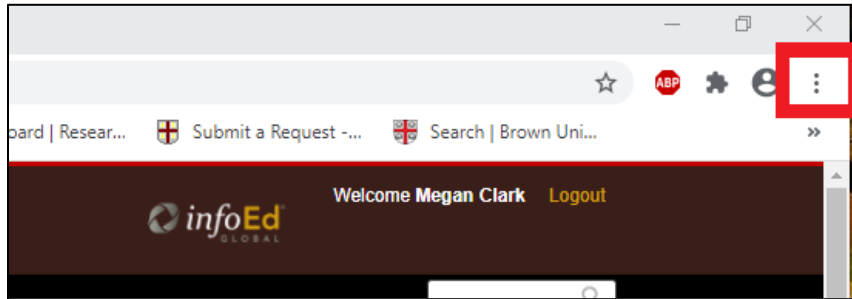 ABP
oard | Resear... Submit a Request -... Search | Brown Uni... »
Welcome Megan Clark Logout
infoEd
GLOBAL